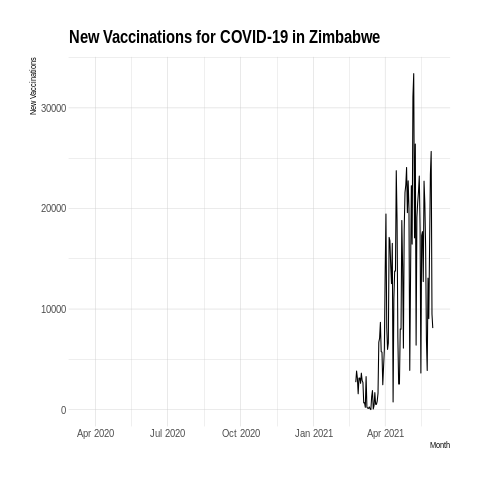 New Vaccinations for COVID-19 in Zimbabwe
New Vaccinations
30000
20000
10000
0
Apr 2020 Jul 2020 Oct 2020 Jan 2021 Apr 2021
Month